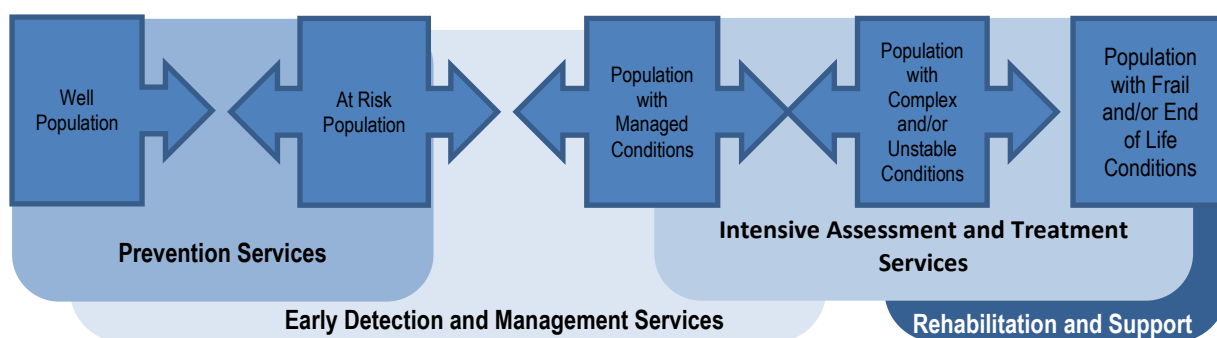 Well
Population
At Risk
Population
Population
with
Managed
Conditions
Population
with
Complex
and/or
Unstable
Conditions
Population
with Frail
and/or End
of Life
Conditions
Prevention Services
Intensive Assessment and Treatment
Services
Early Detection and Management Services
Rehabilitation and Support